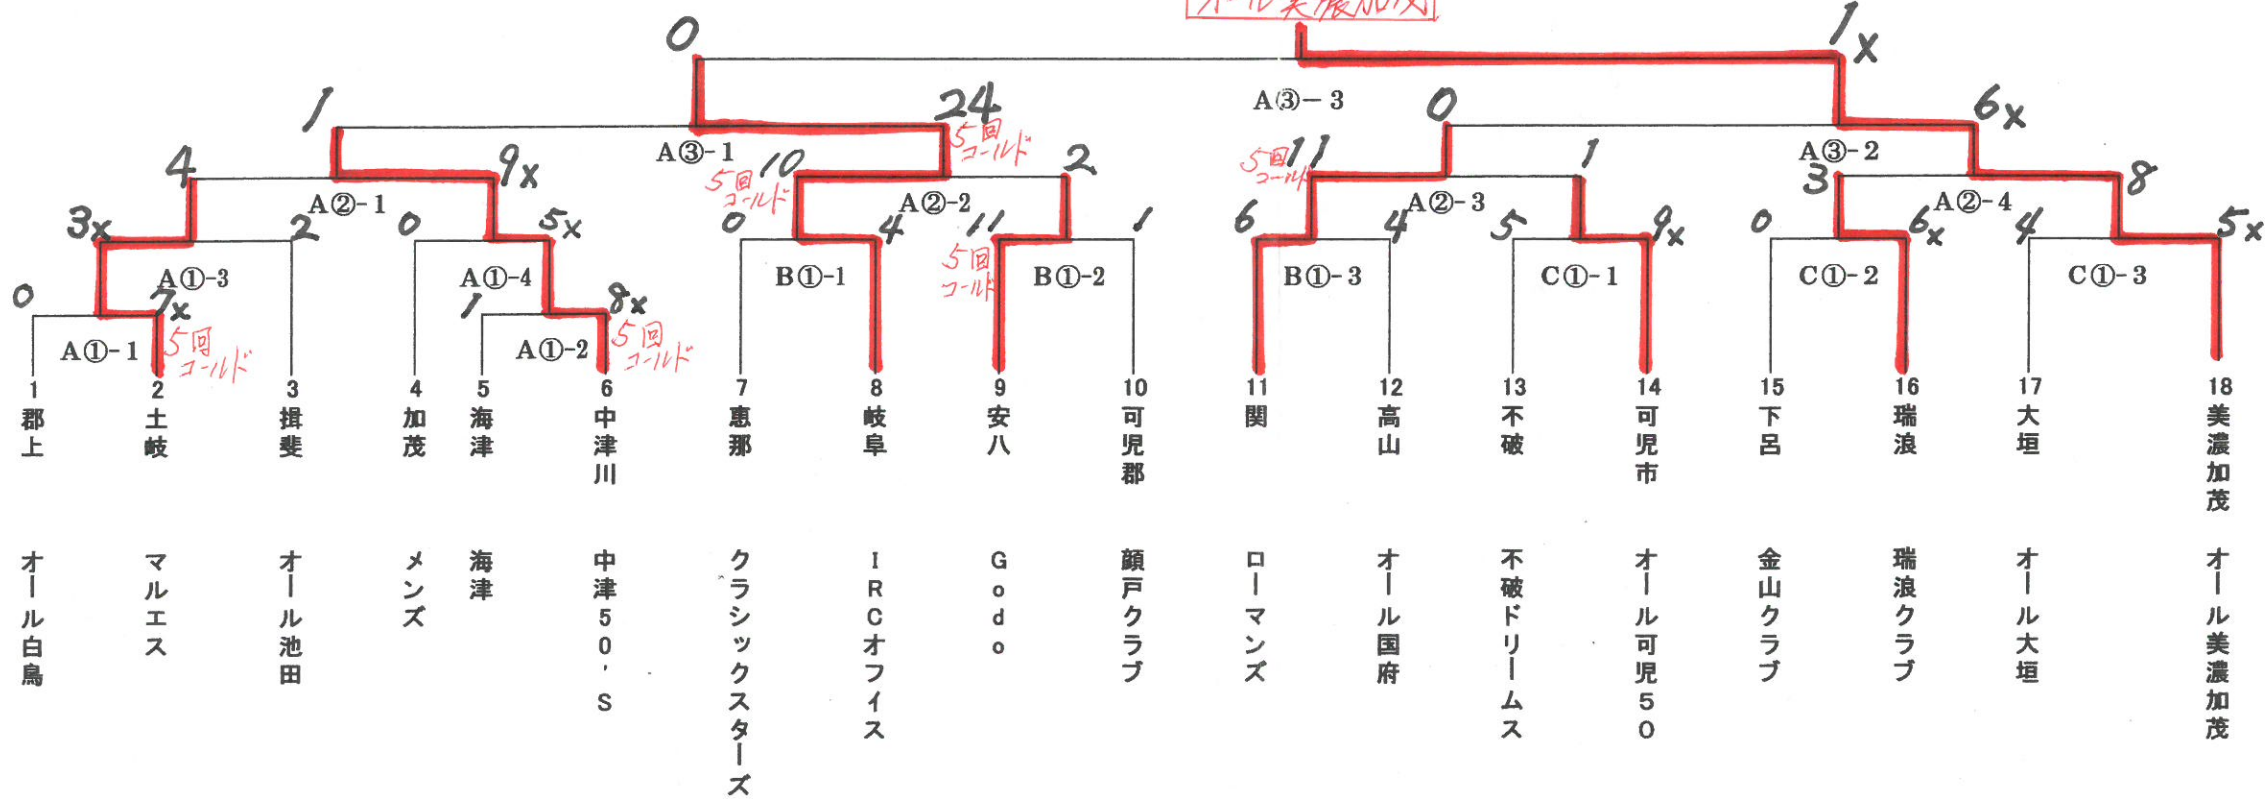 オール美濃加茂
0 1x
A③-3
1 24 0 6x
5回コールド
A③-1 A③-2
4 9x 10 2 11 1 3 8
5回コールド 5回コールド
A②-1 A②-2 A②-3 A②-4
3x 2 0 5x 0 4 11 1 6 4 5 9x 0 6x 4 5x
5回コールド
A①-3 A①-4 B①-1 B①-2 B①-3 C①-1 C①-2 C①-3
0 7x 1 8x
5回コールド 5回コールド
A①-1 A①-2
1 2 3 4 5 6 7 8 9 10 11 12 13 14 15 16 17 18
郡上
土岐
揖斐
加茂
海津
中津川
恵那
岐阜
安八
可児郡
関
高山
不破
可児市
下呂
瑞浪
大垣
美濃加茂
オール白鳥
マルエス
オール池田
メンズ
海津
中津50'S
クラシックスターズ
IRCオフィス
Godo
顔戸クラブ
ローマンズ
オール国府
不破ドリームス
オール可児50
金山クラブ
瑞浪クラブ
オール大垣
オール美濃加茂